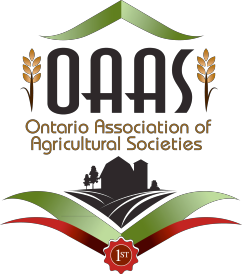 OAAS
Ontario Association of
Agricultural Societies
1ST